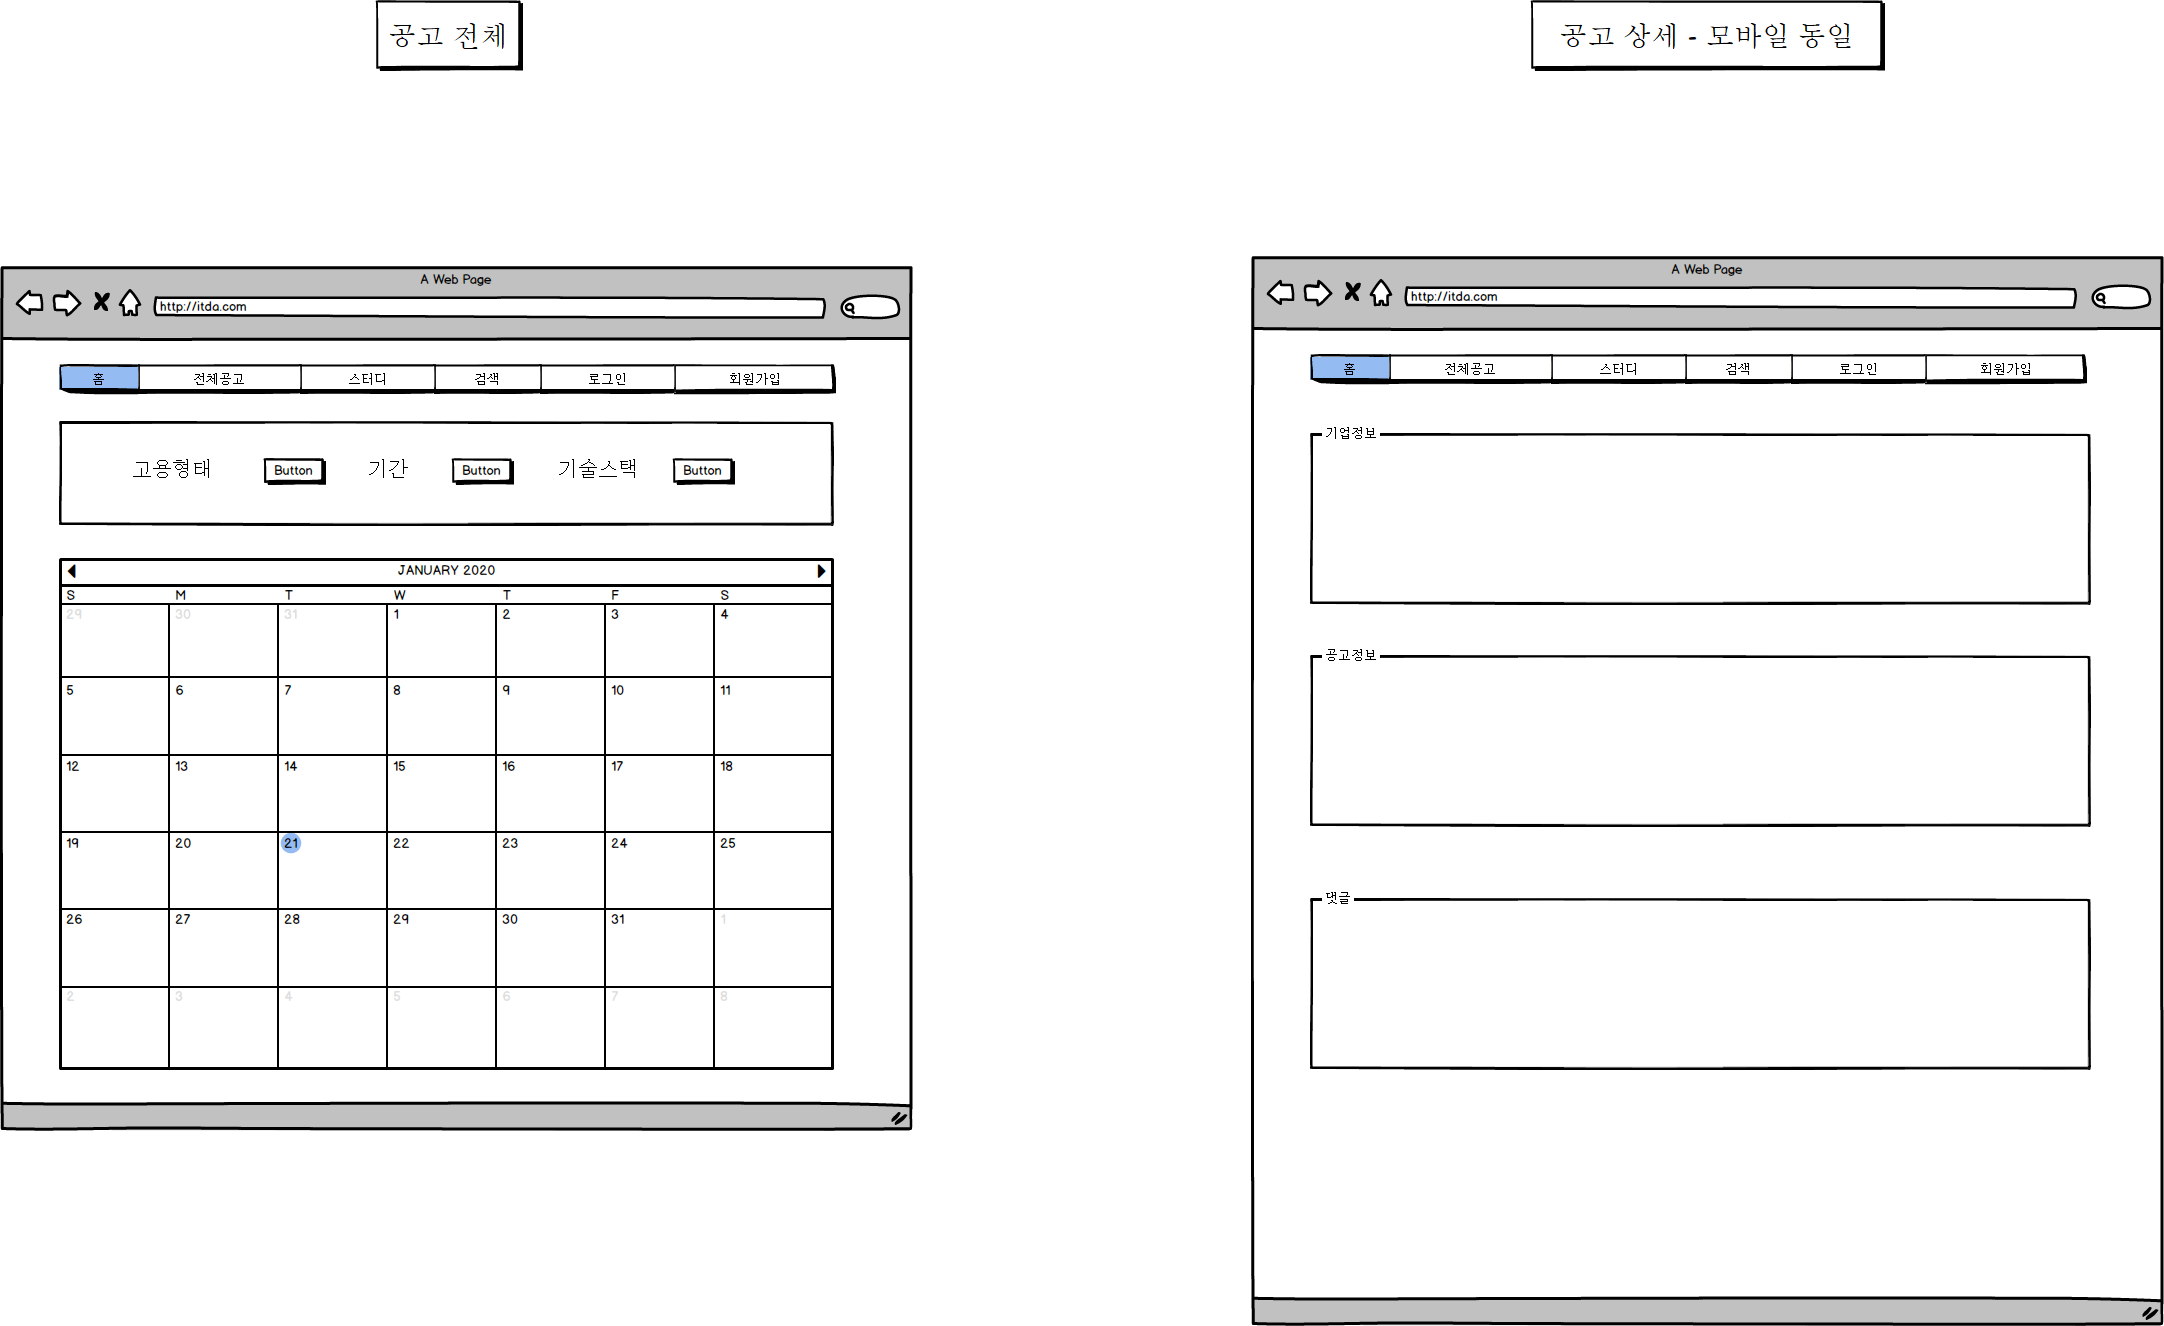 공고 전체
공고 상세 - 모바일 동일
A Web Page
http://itda.com
홈 전체공고 스터디 검색 로그인 회원가입
고용형태 Button 기간 Button 기술스택 Button
JANUARY 2020
S M T W T F S
29 30 31 1 2 3 4
5 6 7 8 9 10 11
12 13 14 15 16 17 18
19 20 21 22 23 24 25
26 27 28 29 30 31 1
2 3 4 5 6 7 8
A Web Page
http://itda.com
홈 전체공고 스터디 검색 로그인 회원가입
기업정보
공고정보
댓글